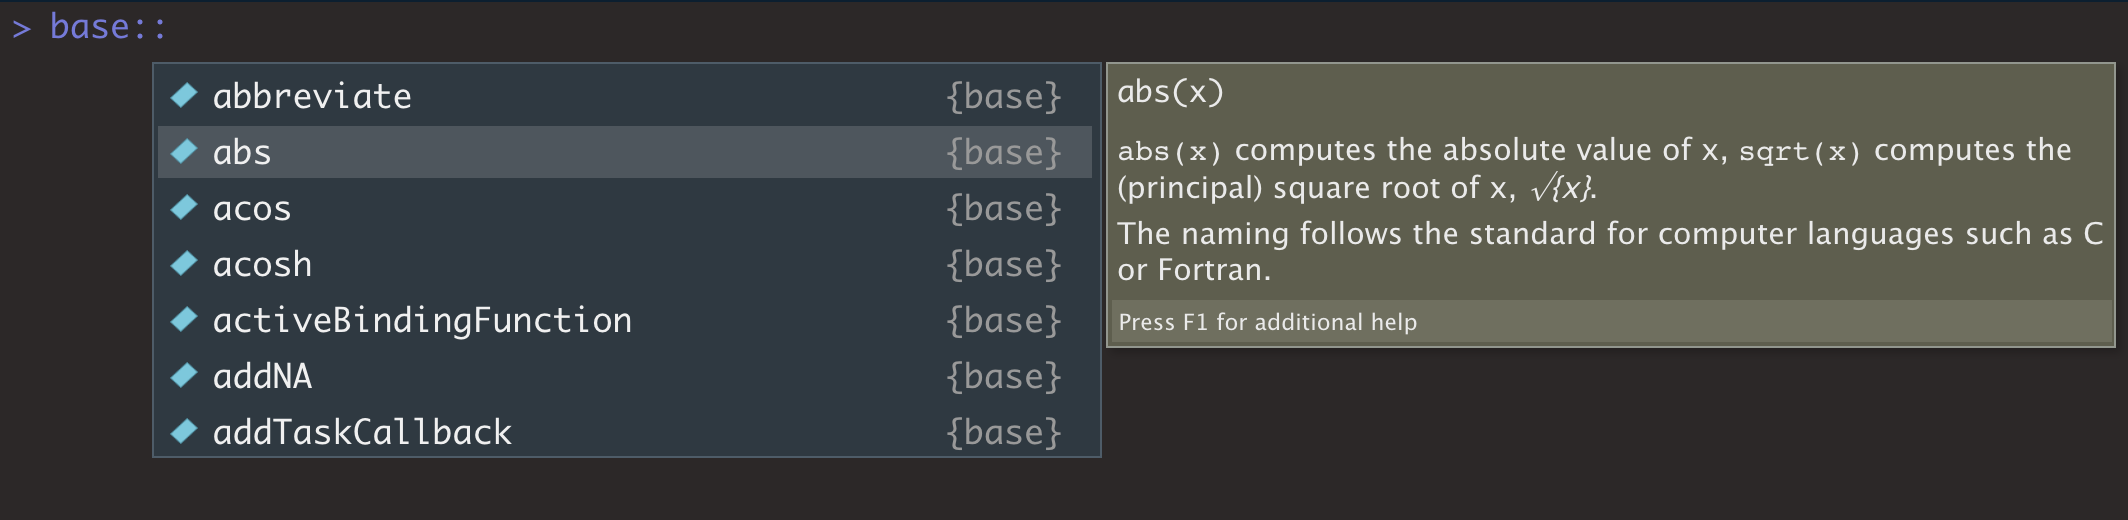 > base::
abbreviate {base}
abs {base}
acos {base}
acosh {base}
activeBindingFunction {base}
addNA {base}
addTaskCallback {base}
abs(x)
abs(x) computes the absolute value of x, sqrt(x) computes the
(principal) square root of x, √{x}.
The naming follows the standard for computer languages such as C
or Fortran.
Press F1 for additional help